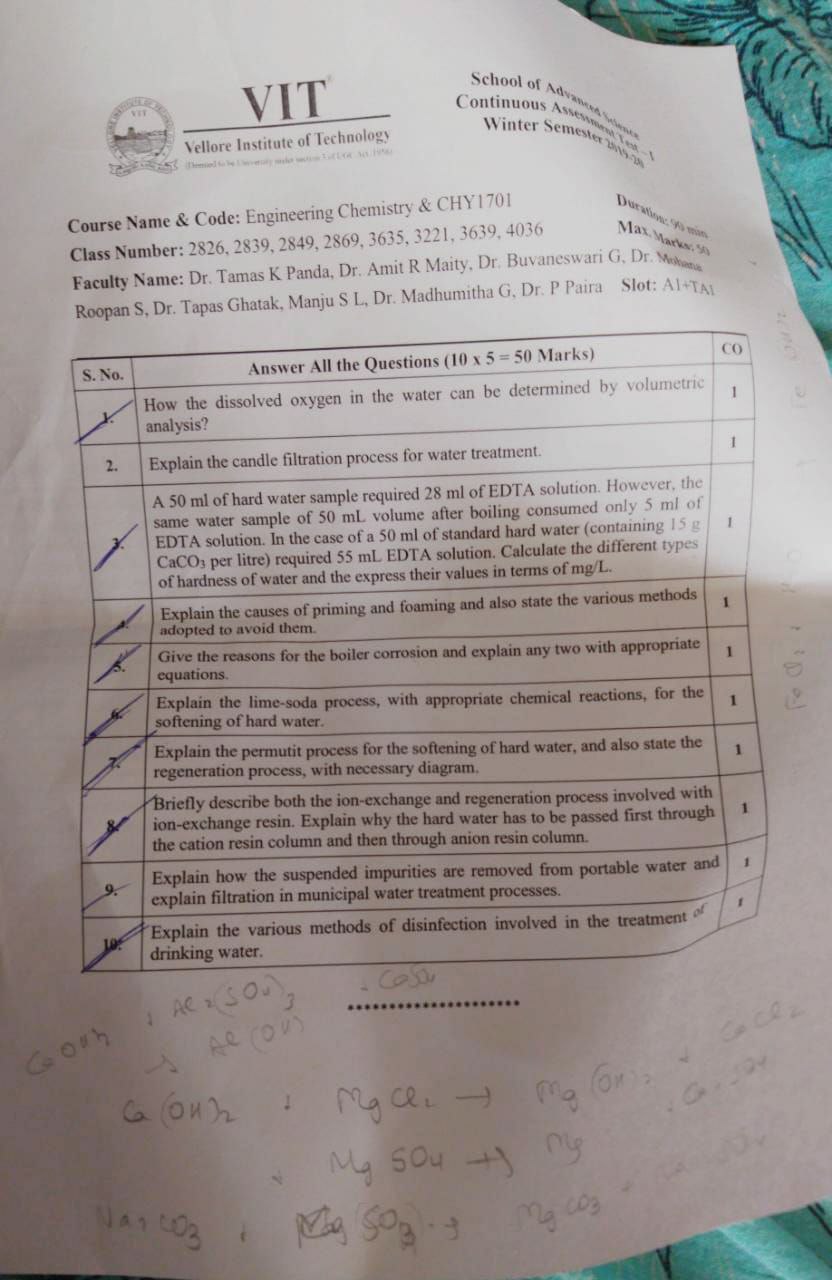 VIT
VIT
Vellore Institute of Technology
(Deemed to be University under section 3 of UGC Act, 1956)
School of Advanced Science
Continuous Assessment Test - I
Winter Semester 2019-20
Course Name & Code: Engineering Chemistry & CHY1701
Duration: 90 min
Class Number: 2826, 2839, 2849, 2869, 3635, 3221, 3639, 4036
Max. Marks: 50
Faculty Name: Dr. Tamas K Panda, Dr. Amit R Maity, Dr. Buvaneswari G, Dr. Mohana
Roopan S, Dr. Tapas Ghatak, Manju S L, Dr. Madhumitha G, Dr. P Paira Slot: A1+TA1
S. No. Answer All the Questions (10 x 5 = 50 Marks) CO
1. How the dissolved oxygen in the water can be determined by volumetric 1
analysis?
2. Explain the candle filtration process for water treatment. 1
A 50 ml of hard water sample required 28 ml of EDTA solution. However, the
same water sample of 50 mL volume after boiling consumed only 5 ml of
3. EDTA solution. In the case of a 50 ml of standard hard water (containing 15 g 1
CaCO3 per litre) required 55 mL EDTA solution. Calculate the different types
of hardness of water and the express their values in terms of mg/L.
4. Explain the causes of priming and foaming and also state the various methods 1
adopted to avoid them.
5. Give the reasons for the boiler corrosion and explain any two with appropriate 1
equations.
6. Explain the lime-soda process, with appropriate chemical reactions, for the 1
softening of hard water.
7. Explain the permutit process for the softening of hard water, and also state the 1
regeneration process, with necessary diagram.
Briefly describe both the ion-exchange and regeneration process involved with
8. ion-exchange resin. Explain why the hard water has to be passed first through 1
the cation resin column and then through anion resin column.
9. Explain how the suspended impurities are removed from portable water and 1
explain filtration in municipal water treatment processes.
10. Explain the various methods of disinfection involved in the treatment of 1
drinking water.
Al2(SO4)3
Al(OH)
Ca(OH)2 + MgCl2 → Mg(OH)2 + CaCl2
+ MgSO4 → Mg
Na2CO3 + Mg(SO3) → MgCO3 +